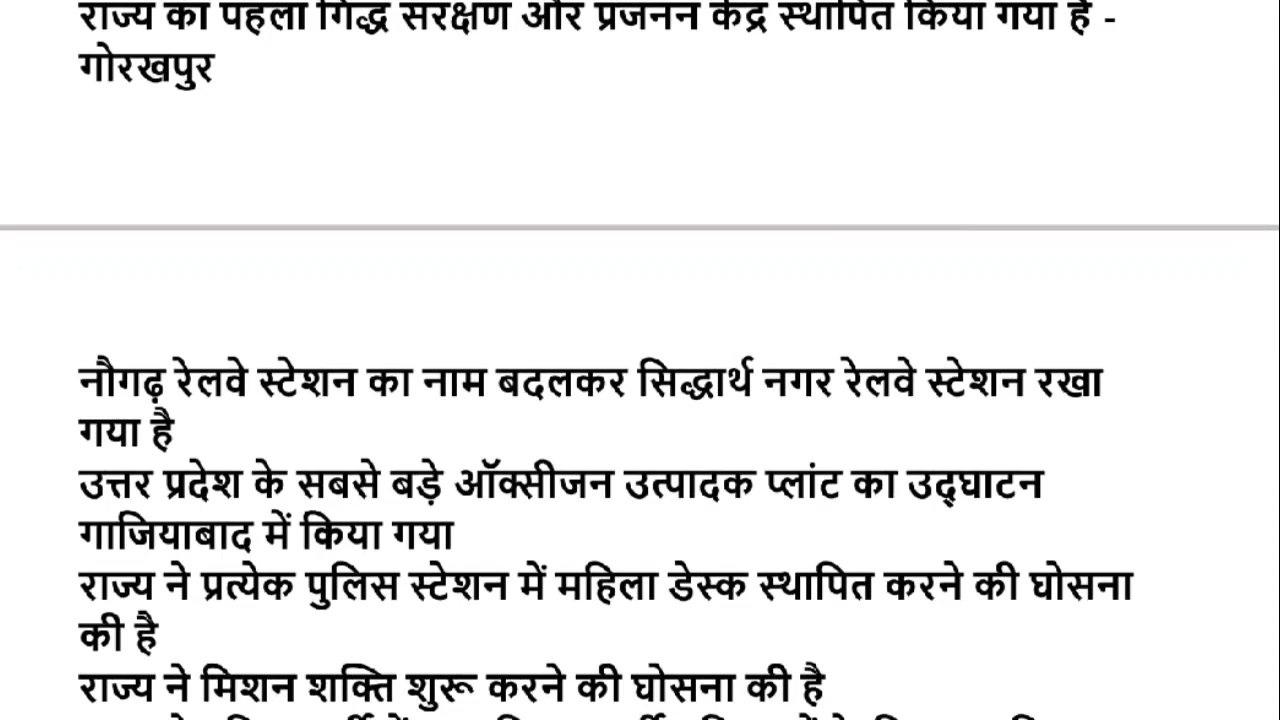 राज्य का पहला गिद्ध संरक्षण और प्रजनन केंद्र स्थापित किया गया है -
गोरखपुर
नौगढ़ रेलवे स्टेशन का नाम बदलकर सिद्धार्थ नगर रेलवे स्टेशन रखा
गया है
उत्तर प्रदेश के सबसे बड़े ऑक्सीजन उत्पादक प्लांट का उद्घाटन
गाजियाबाद में किया गया
राज्य ने प्रत्येक पुलिस स्टेशन में महिला डेस्क स्थापित करने की घोसना
की है
राज्य ने मिशन शक्ति शुरू करने की घोसना की है